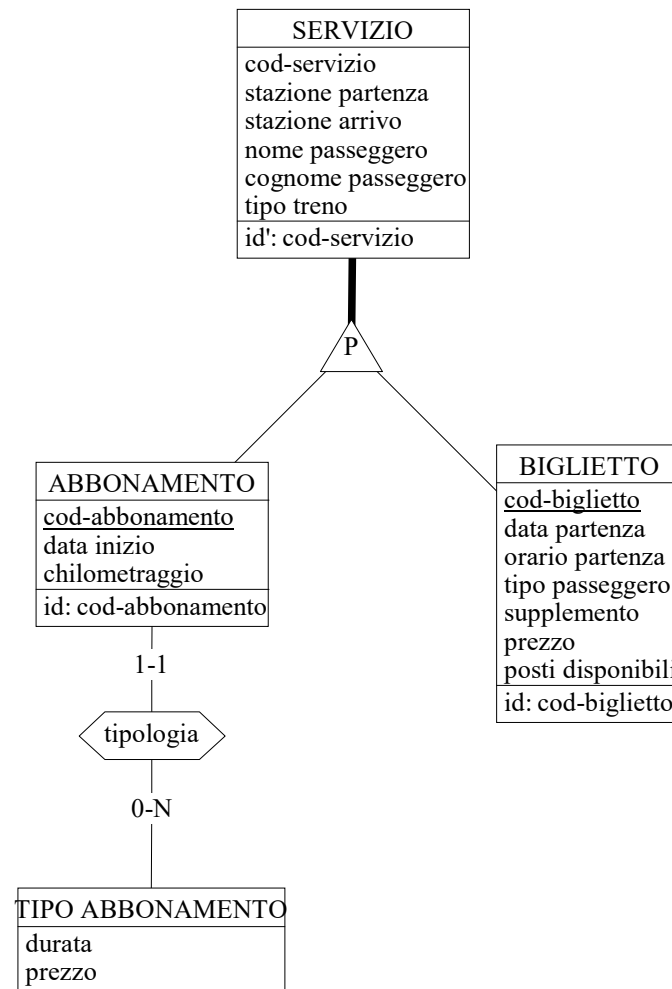 SERVIZIO
cod-servizio
stazione partenza
stazione arrivo
nome passeggero
cognome passeggero
tipo treno
id': cod-servizio
P
ABBONAMENTO
cod-abbonamento
data inizio
chilometraggio
id: cod-abbonamento
BIGLIETTO
cod-biglietto
data partenza
orario partenza
tipo passeggero
supplemento
prezzo
posti disponibili
id: cod-biglietto
1-1
tipologia
0-N
TIPO ABBONAMENTO
durata
prezzo